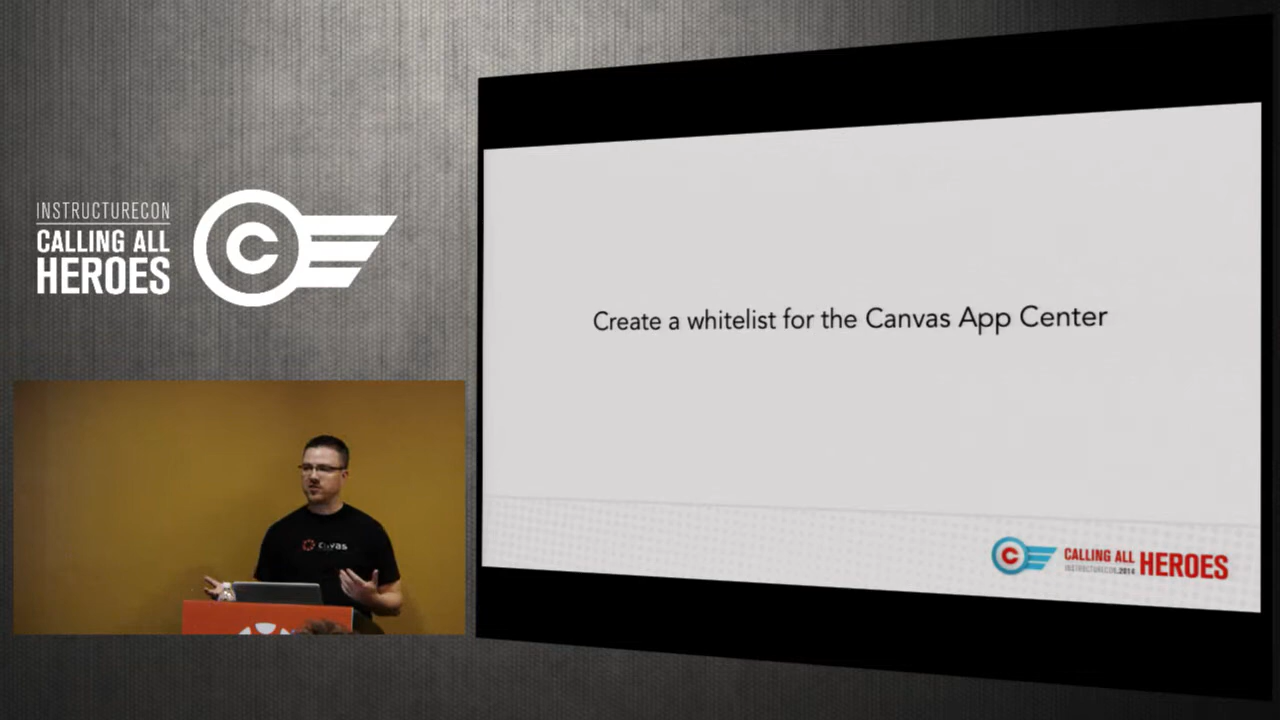 INSTRUCTURECON
CALLING ALL
HEROES
C
Create a whitelist for the Canvas App Center
canvas
C
CALLING ALL HEROES
INSTRUCTURECON.2014